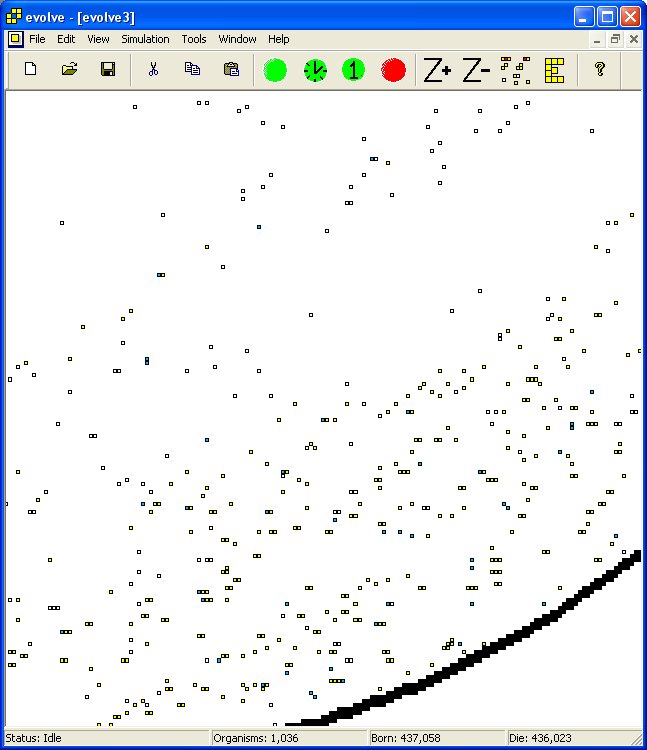 evolve - [evolve3]
File Edit View Simulation Tools Window Help
1 Z+ Z- E ?
Status: Idle Organisms: 1,036 Born: 437,058 Die: 436,023